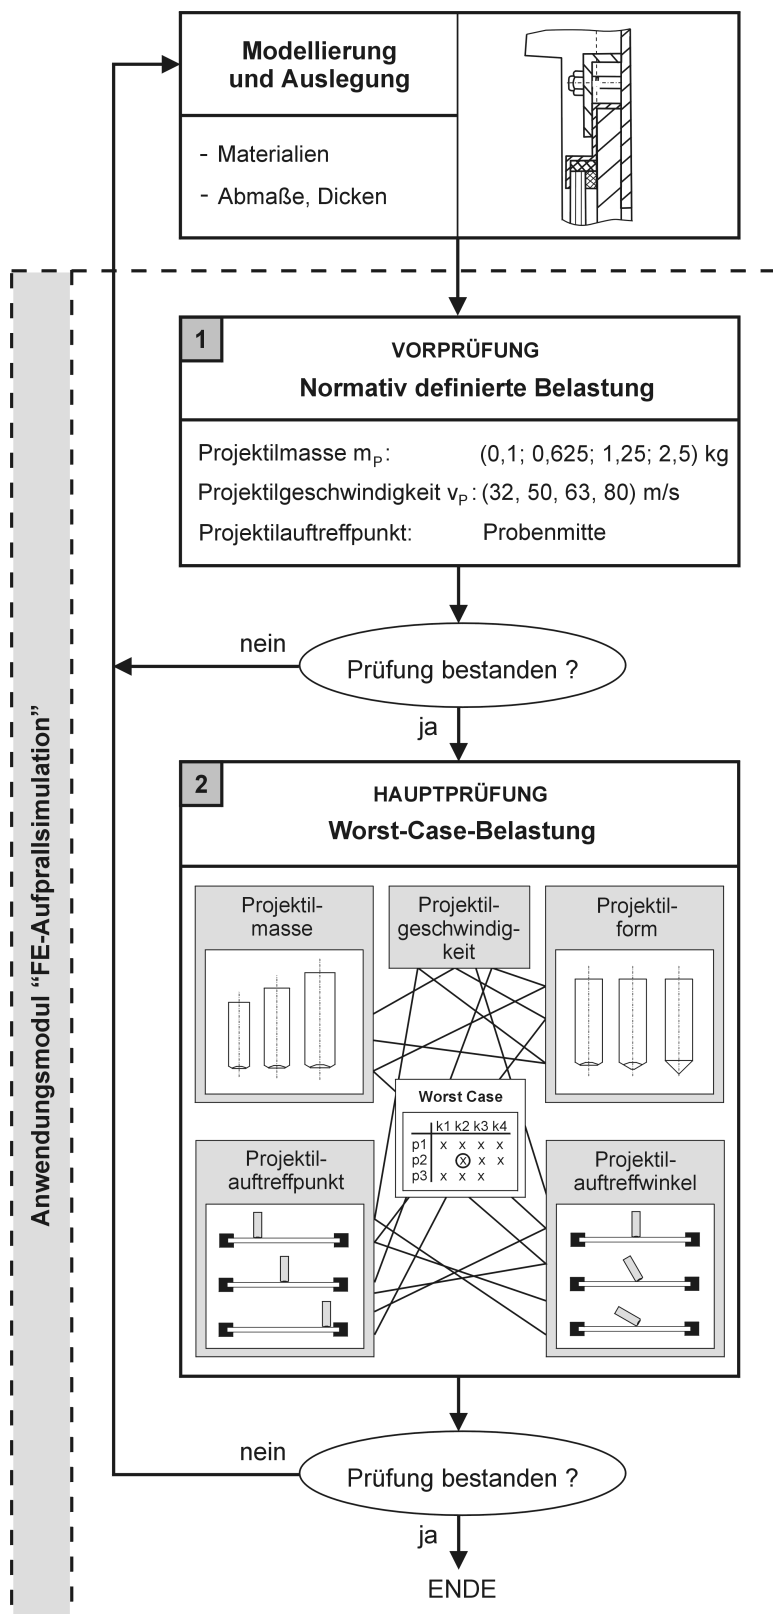 Modellierung
und Auslegung
- Materialien
- Abmaße, Dicken
Anwendungsmodul “FE-Aufprallsimulation”
1
VORPRÜFUNG
Normativ definierte Belastung
Projektilmasse mP: (0,1; 0,625; 1,25; 2,5) kg
Projektilgeschwindigkeit vP: (32, 50, 63, 80) m/s
Projektilauftreffpunkt: Probenmitte
nein
Prüfung bestanden ?
ja
2
HAUPTPRÜFUNG
Worst-Case-Belastung
Projektil-
masse
Projektil-
geschwindig-
keit
Projektil-
form
Worst Case
k1 k2 k3 k4
p1 x x x x
p2 x x x
p3 x x x
Projektil-
auftreffpunkt
Projektil-
auftreffwinkel
nein
Prüfung bestanden ?
ja
ENDE